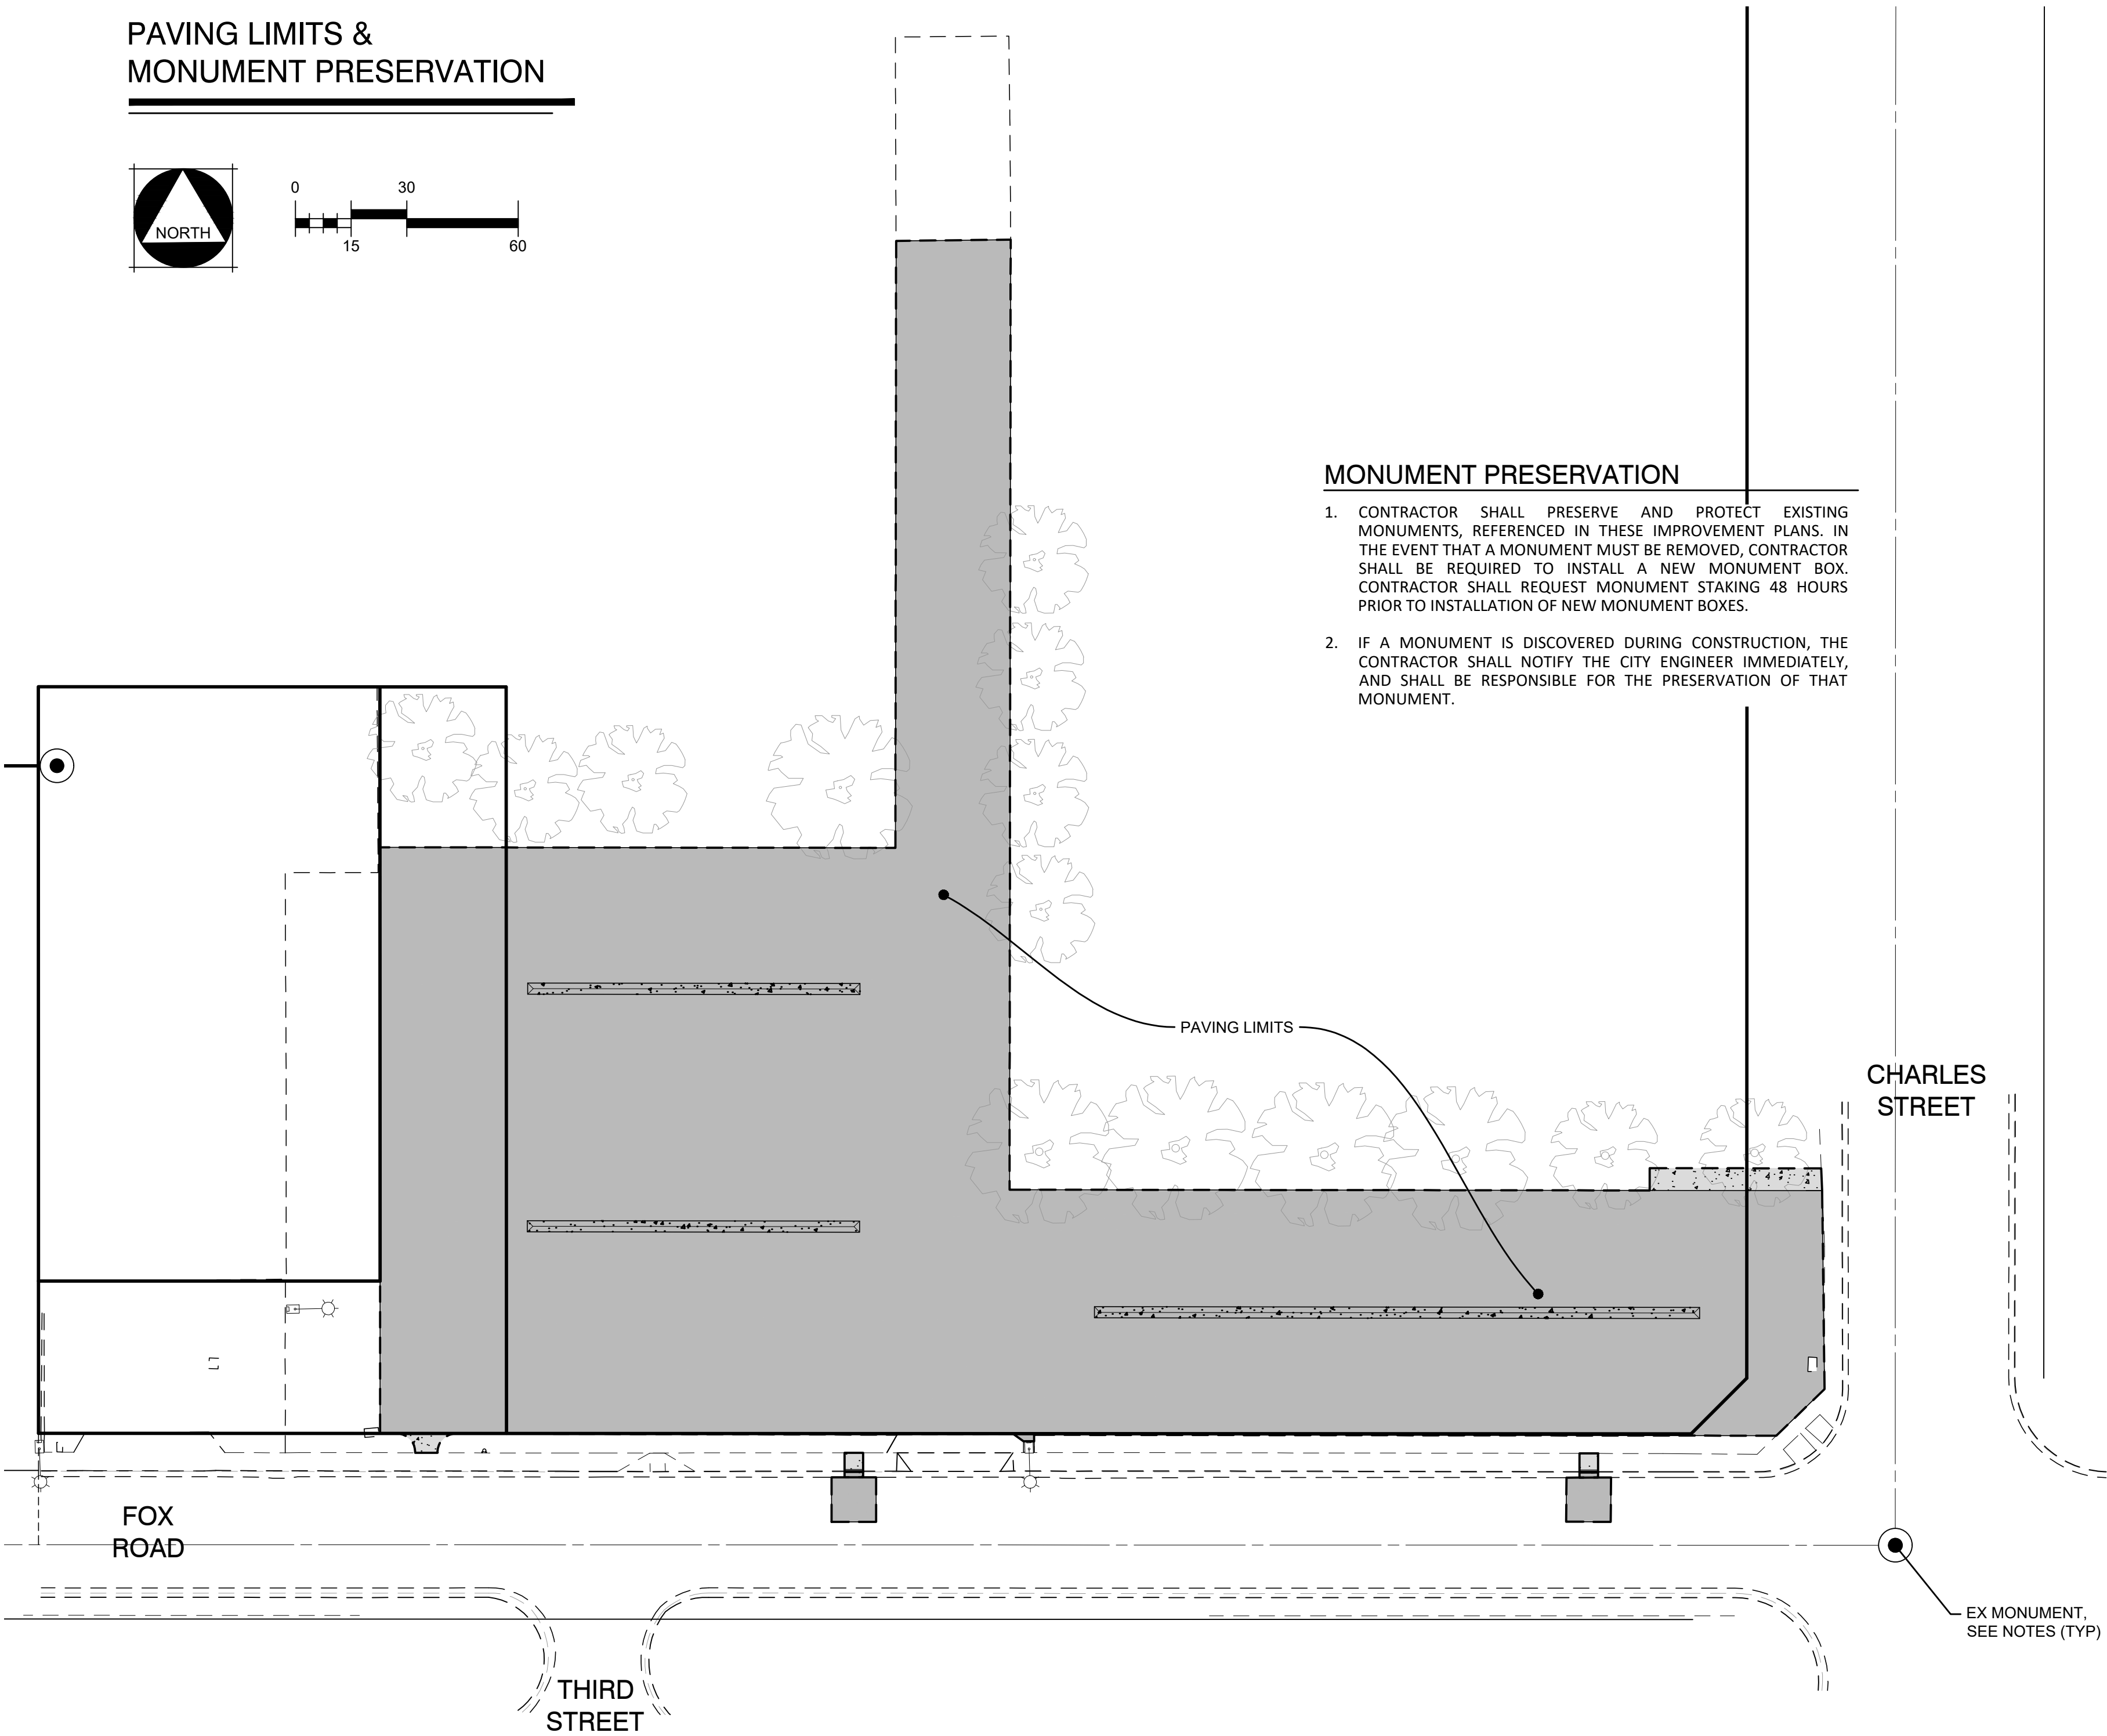 PAVING LIMITS &
MONUMENT PRESERVATION
NORTH
0
30
15
60
MONUMENT PRESERVATION
1. CONTRACTOR SHALL PRESERVE AND PROTECT EXISTING
MONUMENTS, REFERENCED IN THESE IMPROVEMENT PLANS. IN
THE EVENT THAT A MONUMENT MUST BE REMOVED, CONTRACTOR
SHALL BE REQUIRED TO INSTALL A NEW MONUMENT BOX.
CONTRACTOR SHALL REQUEST MONUMENT STAKING 48 HOURS
PRIOR TO INSTALLATION OF NEW MONUMENT BOXES.
2. IF A MONUMENT IS DISCOVERED DURING CONSTRUCTION, THE
CONTRACTOR SHALL NOTIFY THE CITY ENGINEER IMMEDIATELY,
AND SHALL BE RESPONSIBLE FOR THE PRESERVATION OF THAT
MONUMENT.
PAVING LIMITS
CHARLES
STREET
FOX
ROAD
EX MONUMENT,
SEE NOTES (TYP)
THIRD
STREET